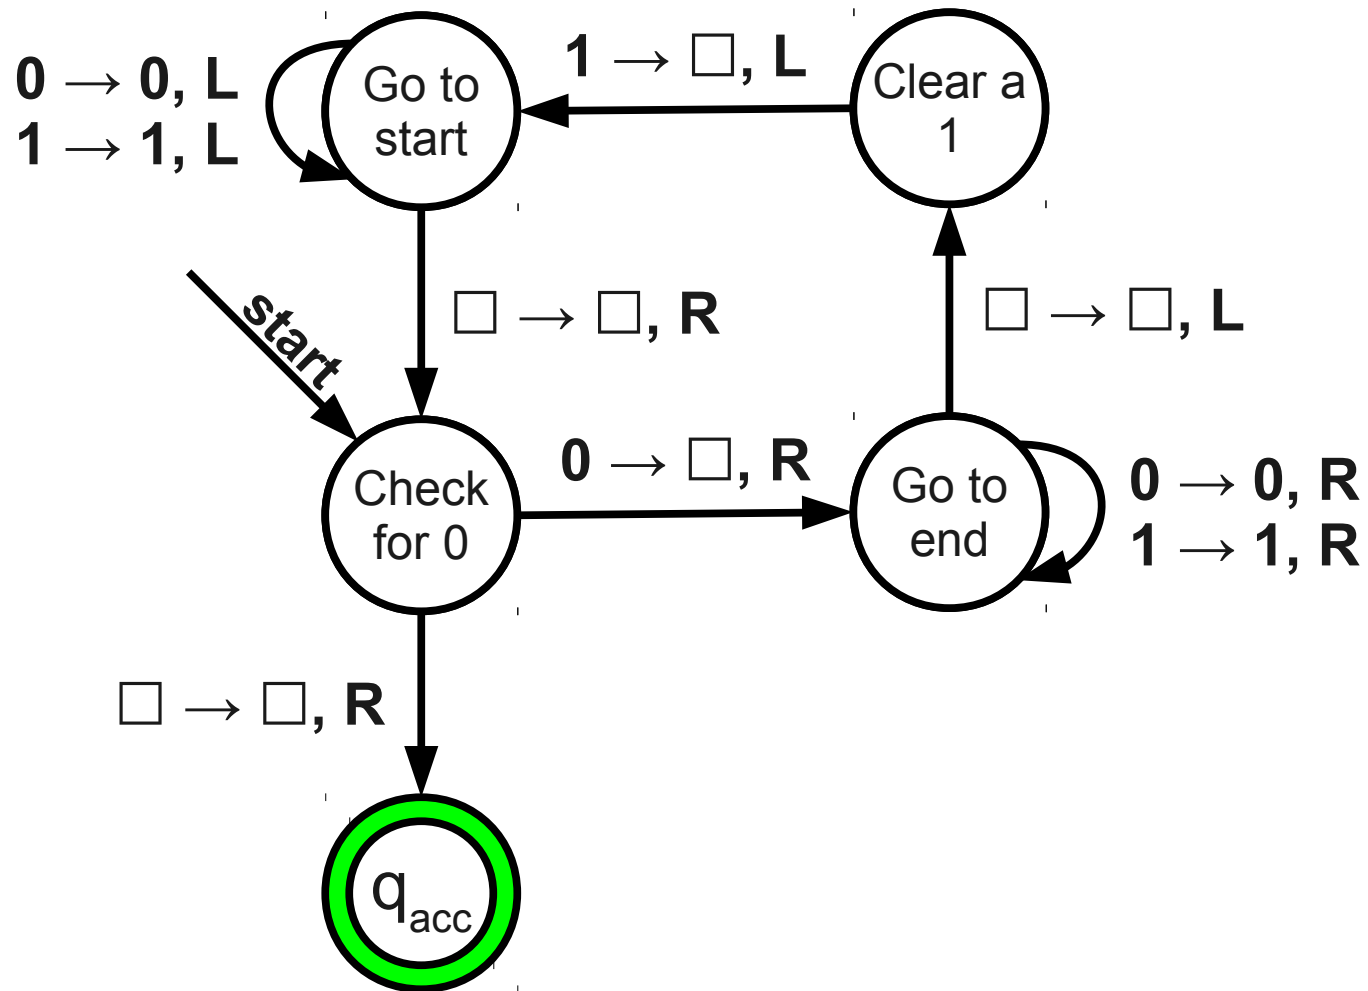 0 → 0, L
1 → 1, L
Go to
start
1 → □, L
Clear a
1
start
□ → □, R
□ → □, L
Check
for 0
0 → □, R
Go to
end
0 → 0, R
1 → 1, R
□ → □, R
q_acc